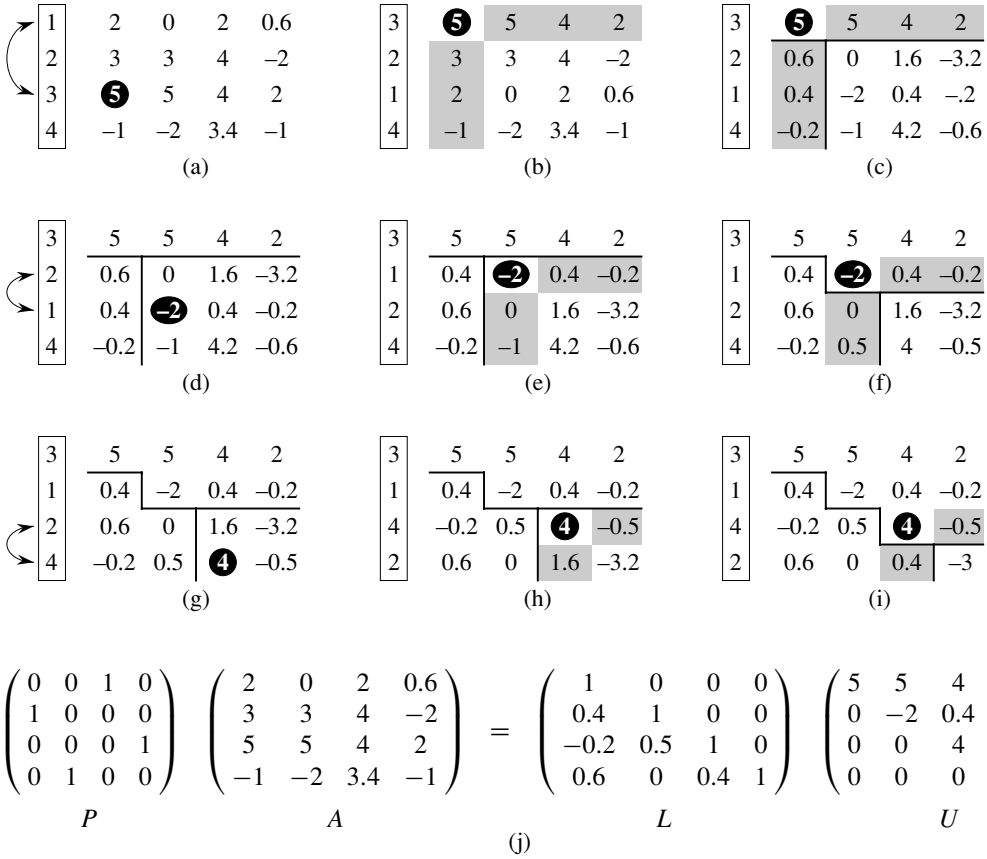 1 2 0 2 0.6 3 5 5 4 2 3 5 5 4 2
2 3 3 4 –2 2 3 3 4 –2 2 0.6 0 1.6 –3.2
3 5 5 4 2 1 2 0 2 0.6 1 0.4 –2 0.4 –.2
4 –1 –2 3.4 –1 4 –1 –2 3.4 –1 4 –0.2 –1 4.2 –0.6
(a) (b) (c)
3 5 5 4 2 3 5 5 4 2 3 5 5 4 2
2 0.6 0 1.6 –3.2 1 0.4 –2 0.4 –0.2 1 0.4 –2 0.4 –0.2
1 0.4 –2 0.4 –0.2 2 0.6 0 1.6 –3.2 2 0.6 0 1.6 –3.2
4 –0.2 –1 4.2 –0.6 4 –0.2 –1 4.2 –0.6 4 –0.2 0.5 4 –0.5
(d) (e) (f)
3 5 5 4 2 3 5 5 4 2 3 5 5 4 2
1 0.4 –2 0.4 –0.2 1 0.4 –2 0.4 –0.2 1 0.4 –2 0.4 –0.2
2 0.6 0 1.6 –3.2 4 –0.2 0.5 4 –0.5 4 –0.2 0.5 4 –0.5
4 –0.2 0.5 4 –0.5 2 0.6 0 1.6 –3.2 2 0.6 0 0.4 –3
(g) (h) (i)
0 0 1 0 2 0 2 0.6 1 0 0 0 5 5 4
1 0 0 0 3 3 4 −2 0.4 1 0 0 0 −2 0.4
0 0 0 1 5 5 4 2 = −0.2 0.5 1 0 0 0 4
0 1 0 0 −1 −2 3.4 −1 0.6 0 0.4 1 0 0 0
P A L U
(j)